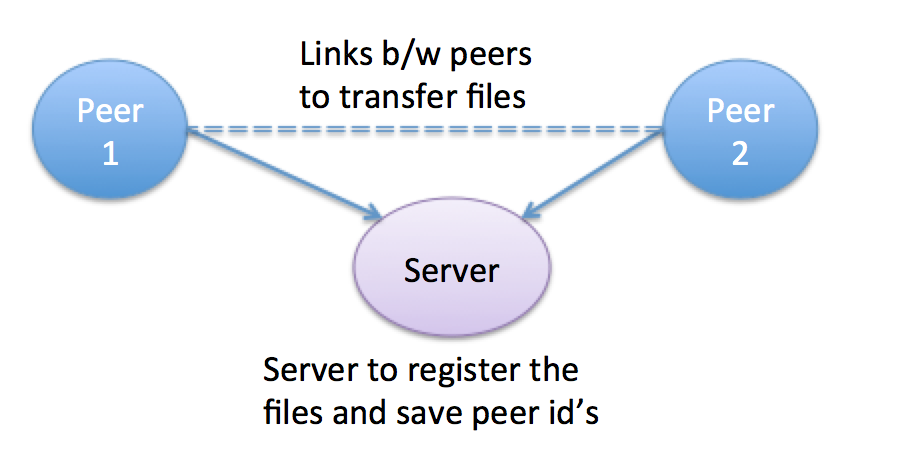 Links b/w peers
to transfer files
Peer
1
Peer
2
Server
Server to register the
files and save peer id’s